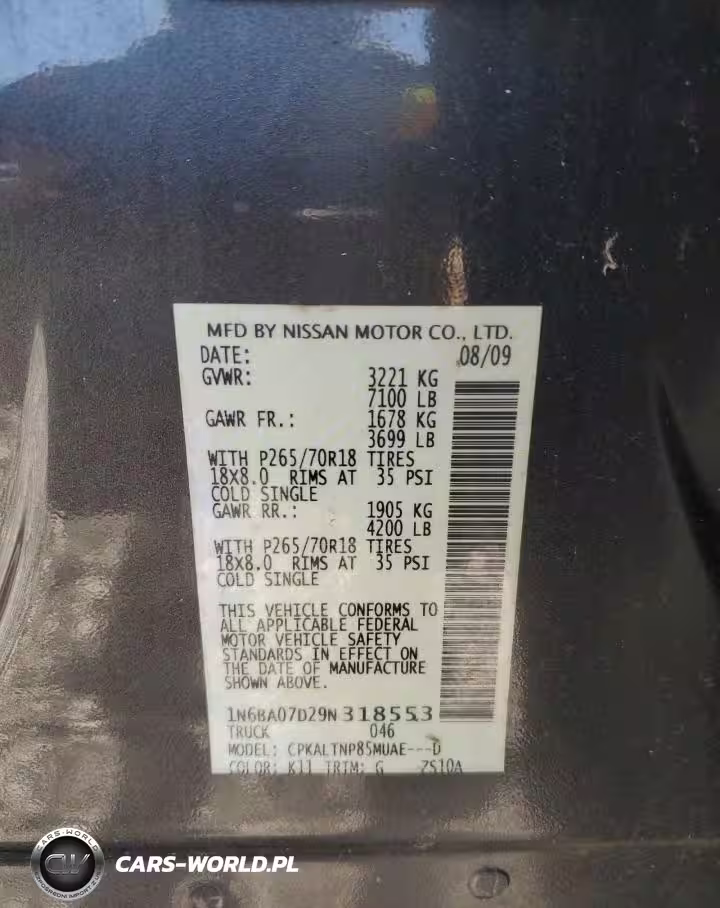 MFD BY NISSAN MOTOR CO., LTD.
DATE: 08/09
GVWR: 3221 KG
7100 LB
GAWR FR.: 1678 KG
3699 LB
WITH P265/70R18 TIRES
18X8.0 RIMS AT 35 PSI
COLD SINGLE
GAWR RR.: 1905 KG
4200 LB
WITH P265/70R18 TIRES
18X8.0 RIMS AT 35 PSI
COLD SINGLE
THIS VEHICLE CONFORMS TO
ALL APPLICABLE FEDERAL
MOTOR VEHICLE SAFETY
STANDARDS IN EFFECT ON
THE DATE OF MANUFACTURE
SHOWN ABOVE.
1N6BA07D29N318553
TRUCK 046
MODEL: CPKALTNP85MUAE---D
COLOR: K11 TRIM: G ZS10A
CARS-WORLD
CW
CARS-WORLD.PL